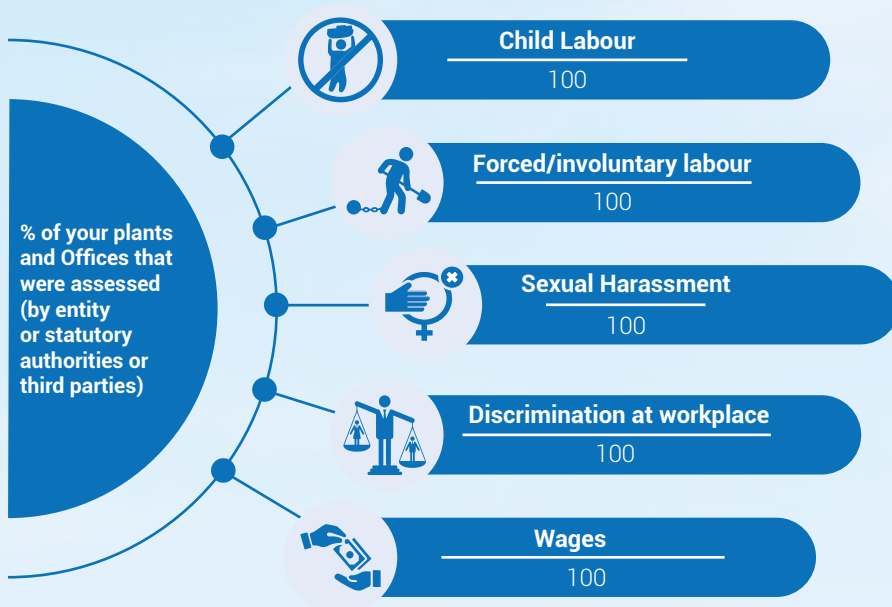 % of your plants
and Offices that
were assessed
(by entity
or statutory
authorities or
third parties)
Child Labour
100
Forced/involuntary labour
100
Sexual Harassment
100
Discrimination at workplace
100
Wages
100